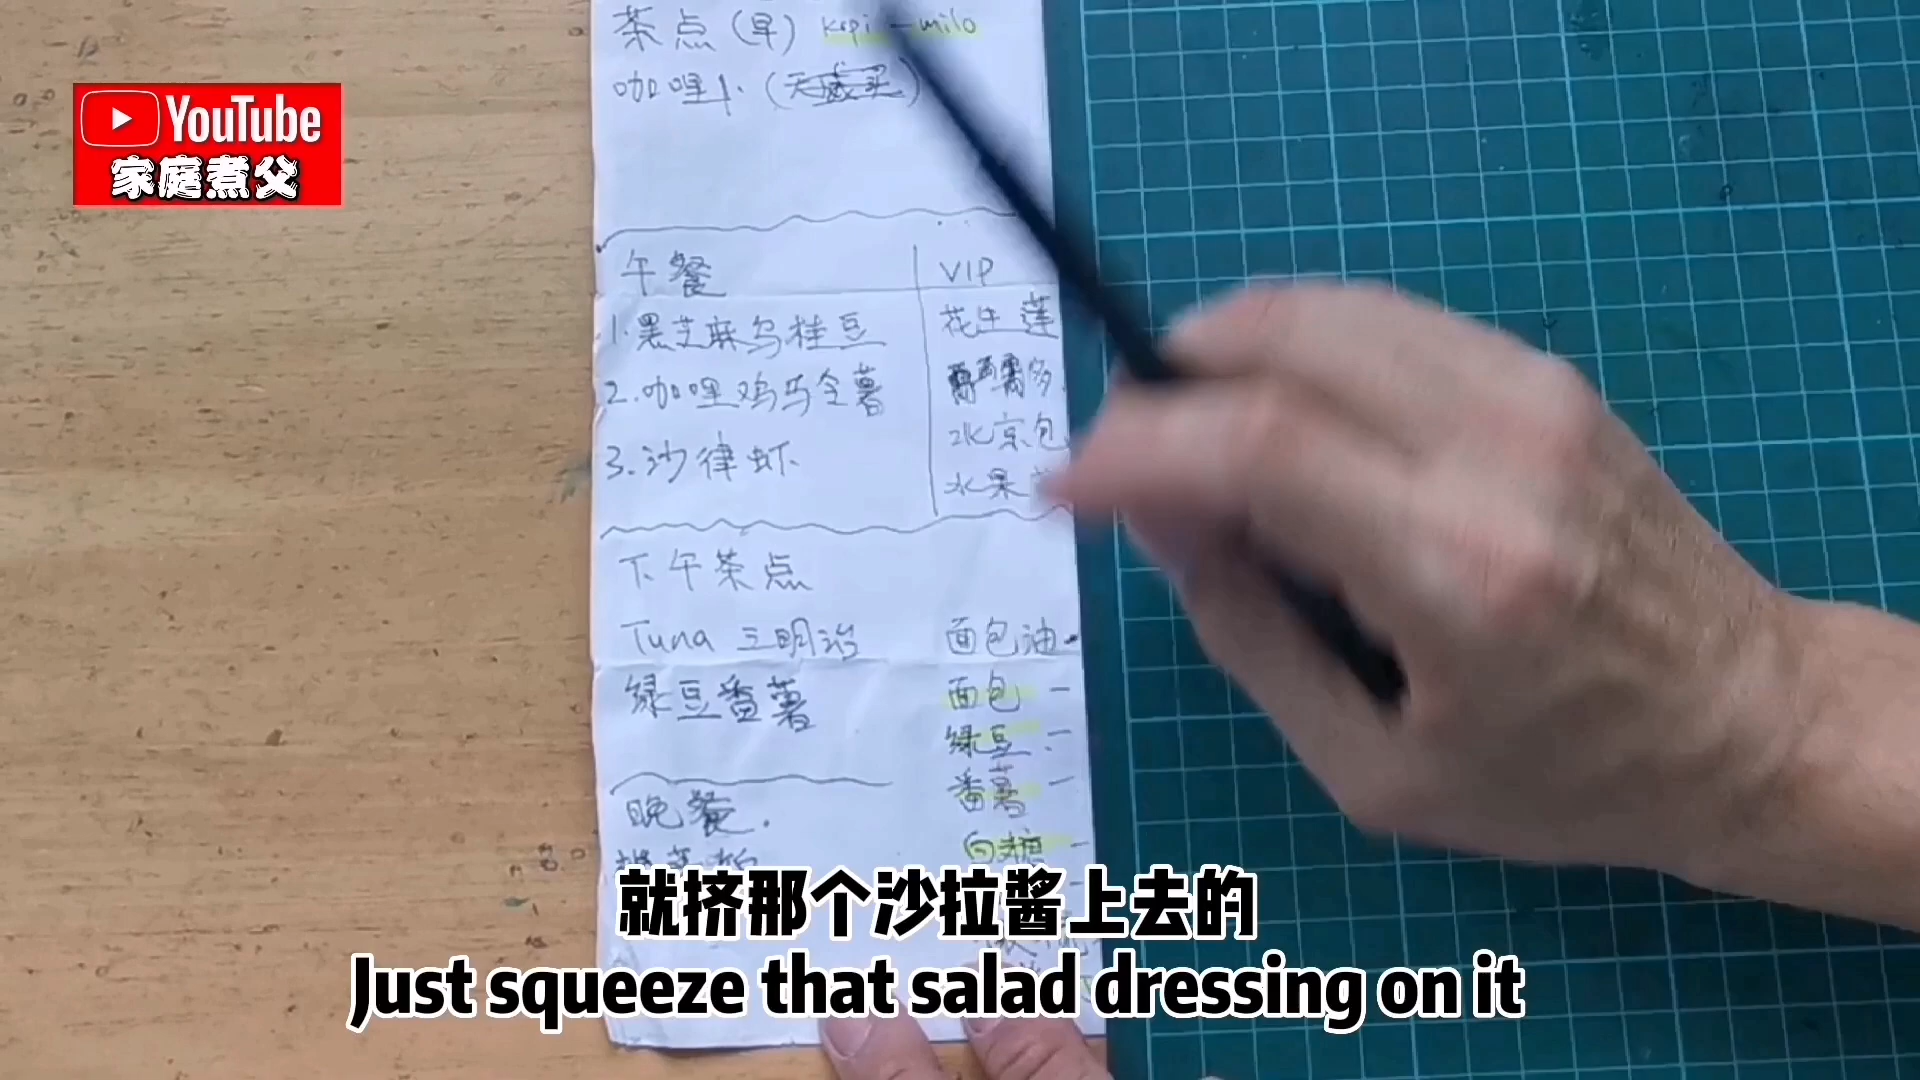 茶点(早) kopi - milo
咖哩
YouTube
家庭煮父
午餐
VIP
1.黑芝麻乌桂豆
花生莲
2.咖哩鸡马令薯
水京包
3.沙律虾
水果
下午茶点
Tuna 三明治
面包油
绿豆番薯
面包 -
绿豆
番薯 -
晚餐.
白糖 -
就挤那个沙拉酱上去的
Just squeeze that salad dressing on it